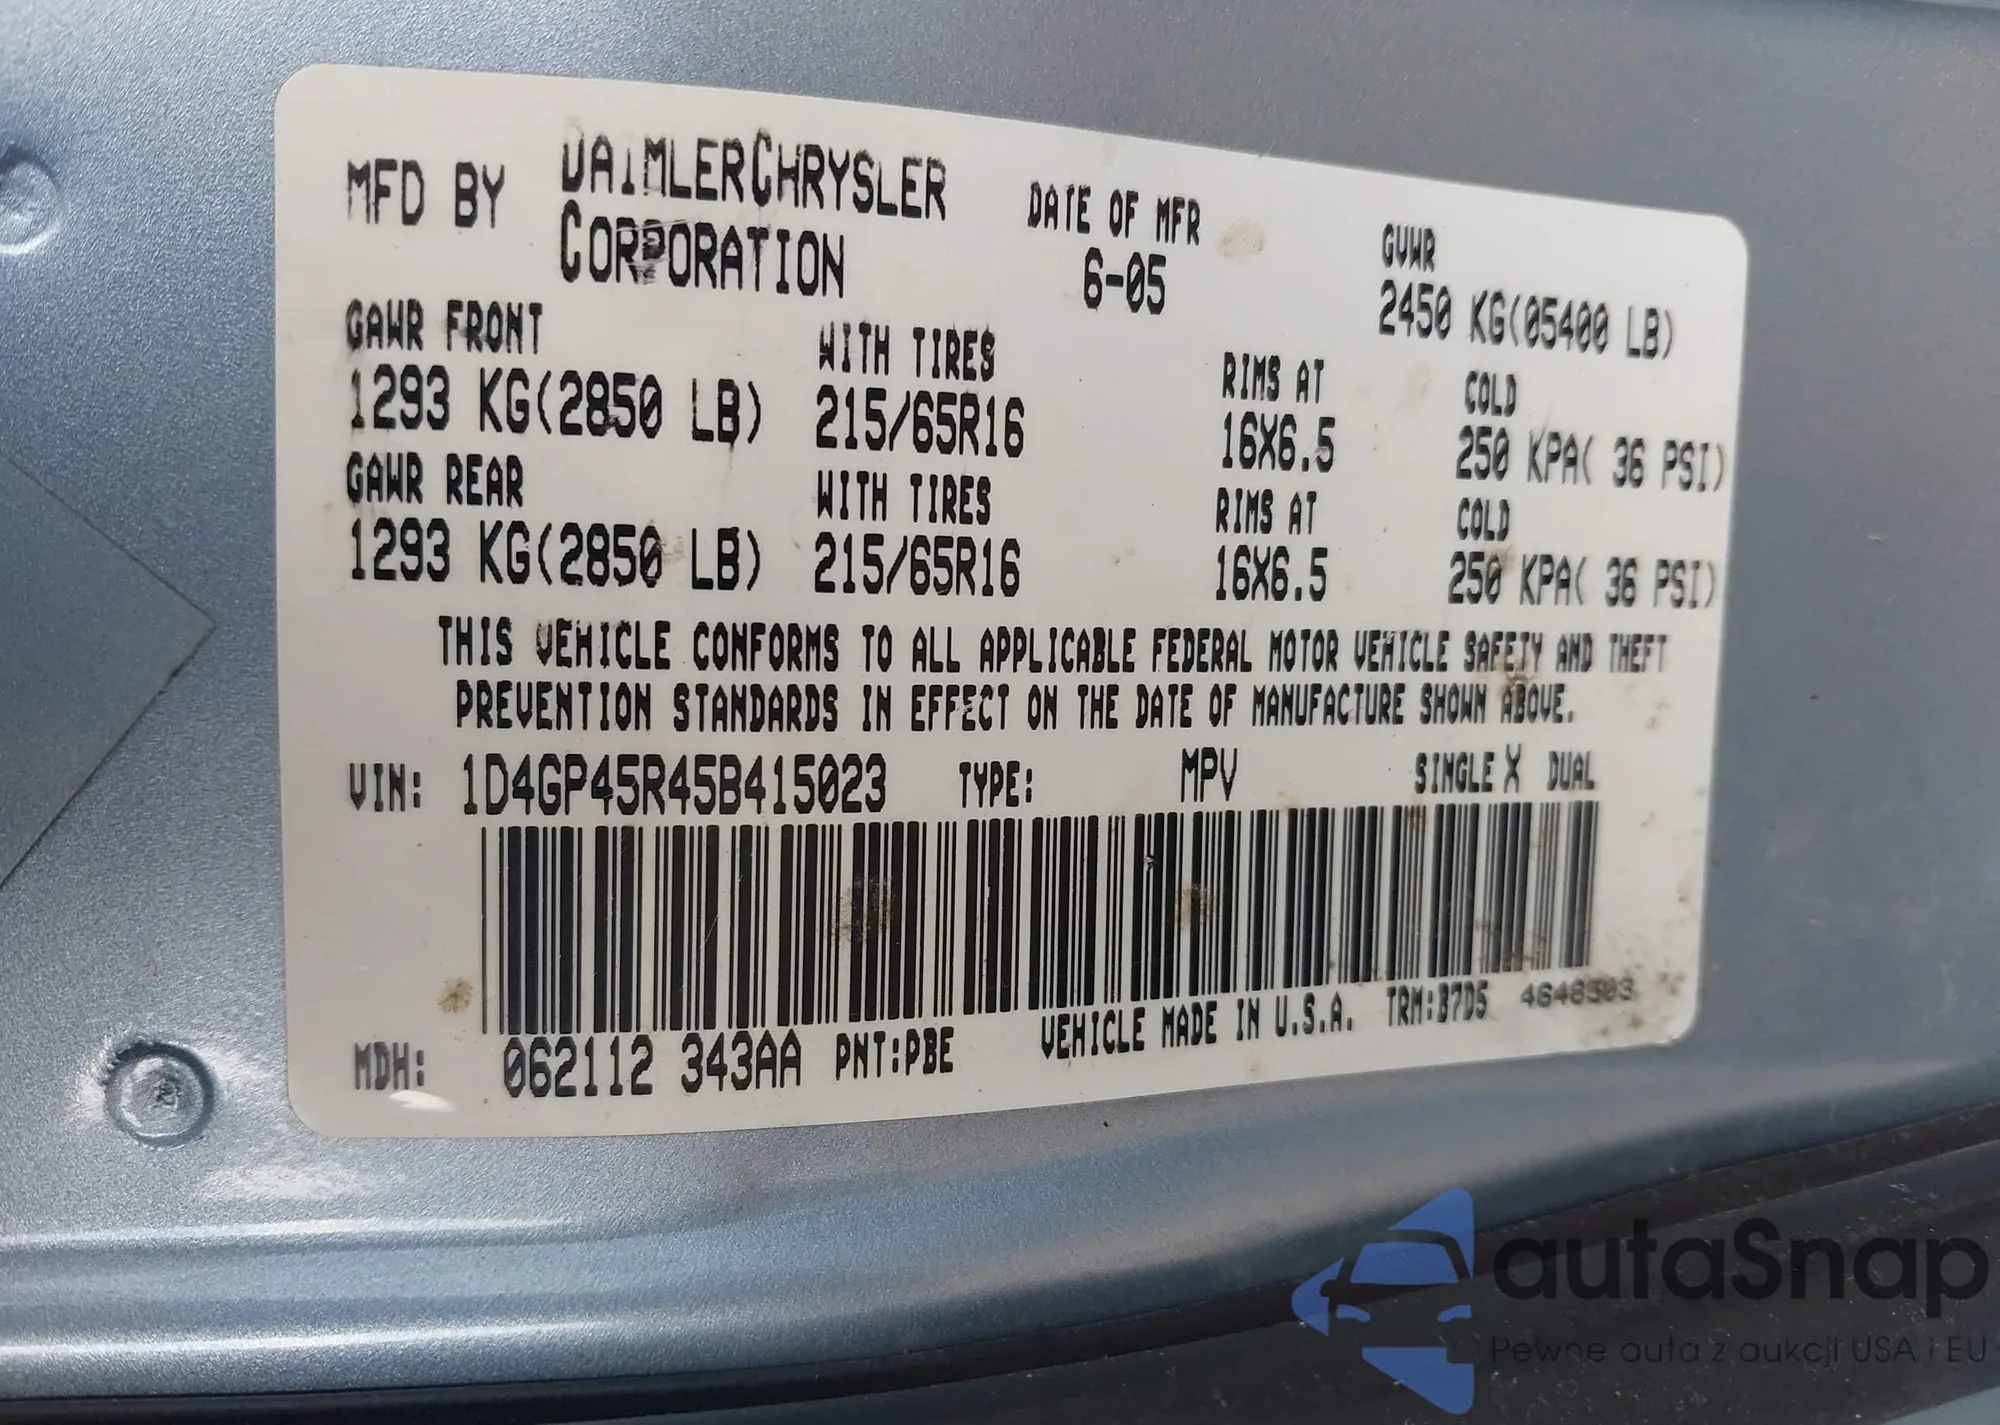 MFD BY DAIMLERCHRYSLER CORPORATION
DATE OF MFR
6-05
GVWR
2450 KG(05400 LB)
GAWR FRONT WITH TIRES RIMS AT COLD
1293 KG(2850 LB) 215/65R16 16X6.5 250 KPA( 36 PSI)
GAWR REAR WITH TIRES RIMS AT COLD
1293 KG(2850 LB) 215/65R16 16X6.5 250 KPA( 36 PSI)
THIS VEHICLE CONFORMS TO ALL APPLICABLE FEDERAL MOTOR VEHICLE SAFETY AND THEFT
PREVENTION STANDARDS IN EFFECT ON THE DATE OF MANUFACTURE SHOWN ABOVE.
VIN: 1D4GP45R45B415023 TYPE: MPV SINGLE X DUAL
MDH: 062112 343AA PNT:PBE VEHICLE MADE IN U.S.A. TRM:B7D5 4648503
autaSnap
Pewne auta z aukcji USA i EU